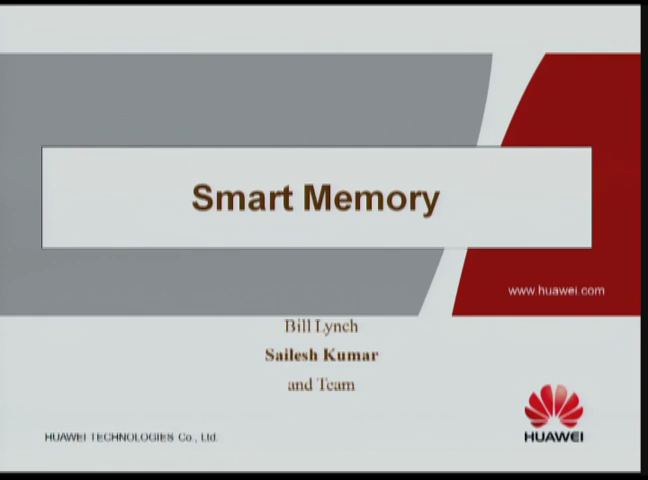 Smart Memory
www.huawei.com
Bill Lynch
Sailesh Kumar
and Team
HUAWEI TECHNOLOGIES Co., Ltd.
HUAWEI